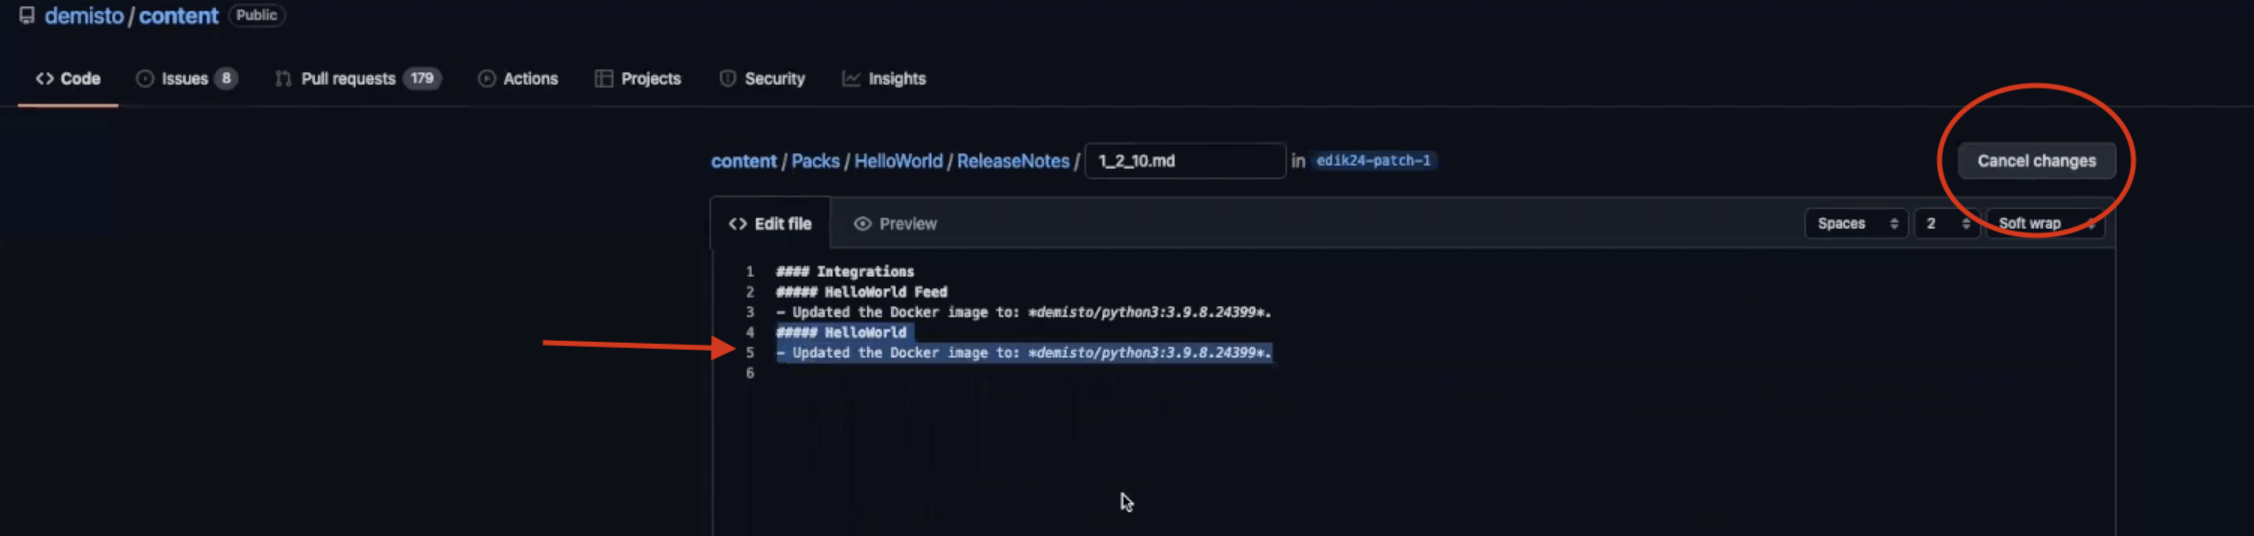 demisto / content Public
Code Issues 8 Pull requests 179 Actions Projects Security Insights
content / Packs / HelloWorld / ReleaseNotes / 1_2_10.md in edik24-patch-1 Cancel changes
<> Edit file Preview Spaces 2 Soft wrap
1 #### Integrations
2 ##### HelloWorld Feed
3 - Updated the Docker image to: *demisto/python3:3.9.8.24399*.
4 ##### HelloWorld
5 - Updated the Docker image to: *demisto/python3:3.9.8.24399*.
6